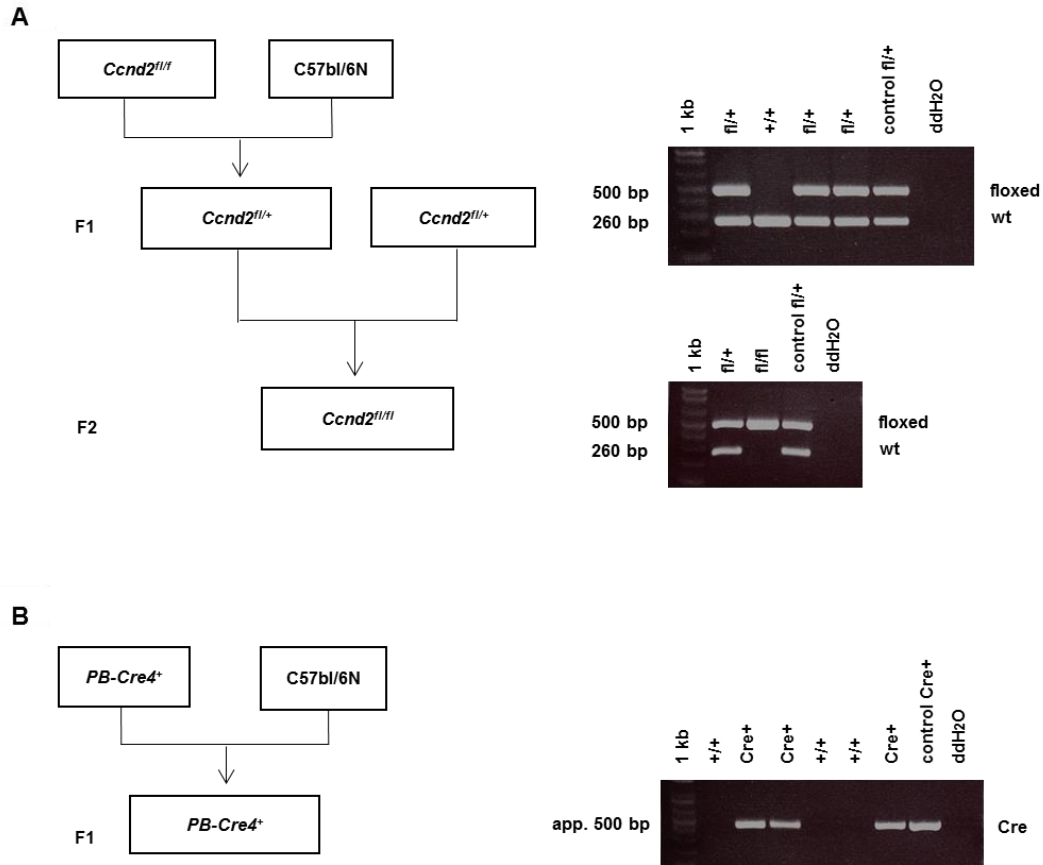 A
Ccnd2fl/f
C57bl/6N
F1
Ccnd2fl/+
Ccnd2fl/+
F2
Ccnd2fl/fl
1 kb
fl/+
+/+
fl/+
fl/+
control fl/+
ddH2O
500 bp
floxed
260 bp
wt
1 kb
fl/+
fl/fl
control fl/+
ddH2O
500 bp
floxed
260 bp
wt
B
PB-Cre4+
C57bl/6N
F1
PB-Cre4+
1 kb
+/+
Cre+
Cre+
+/+
+/+
Cre+
control Cre+
ddH2O
app. 500 bp
Cre